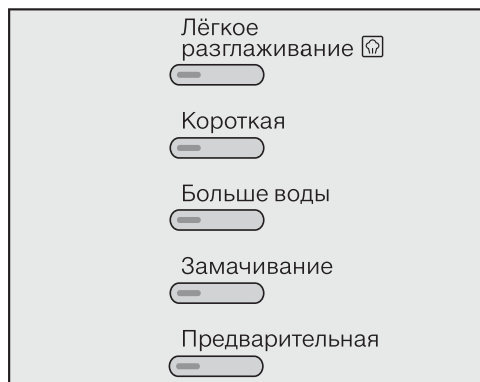 Лёгкое
разглаживание
Короткая
Больше воды
Замачивание
Предварительная